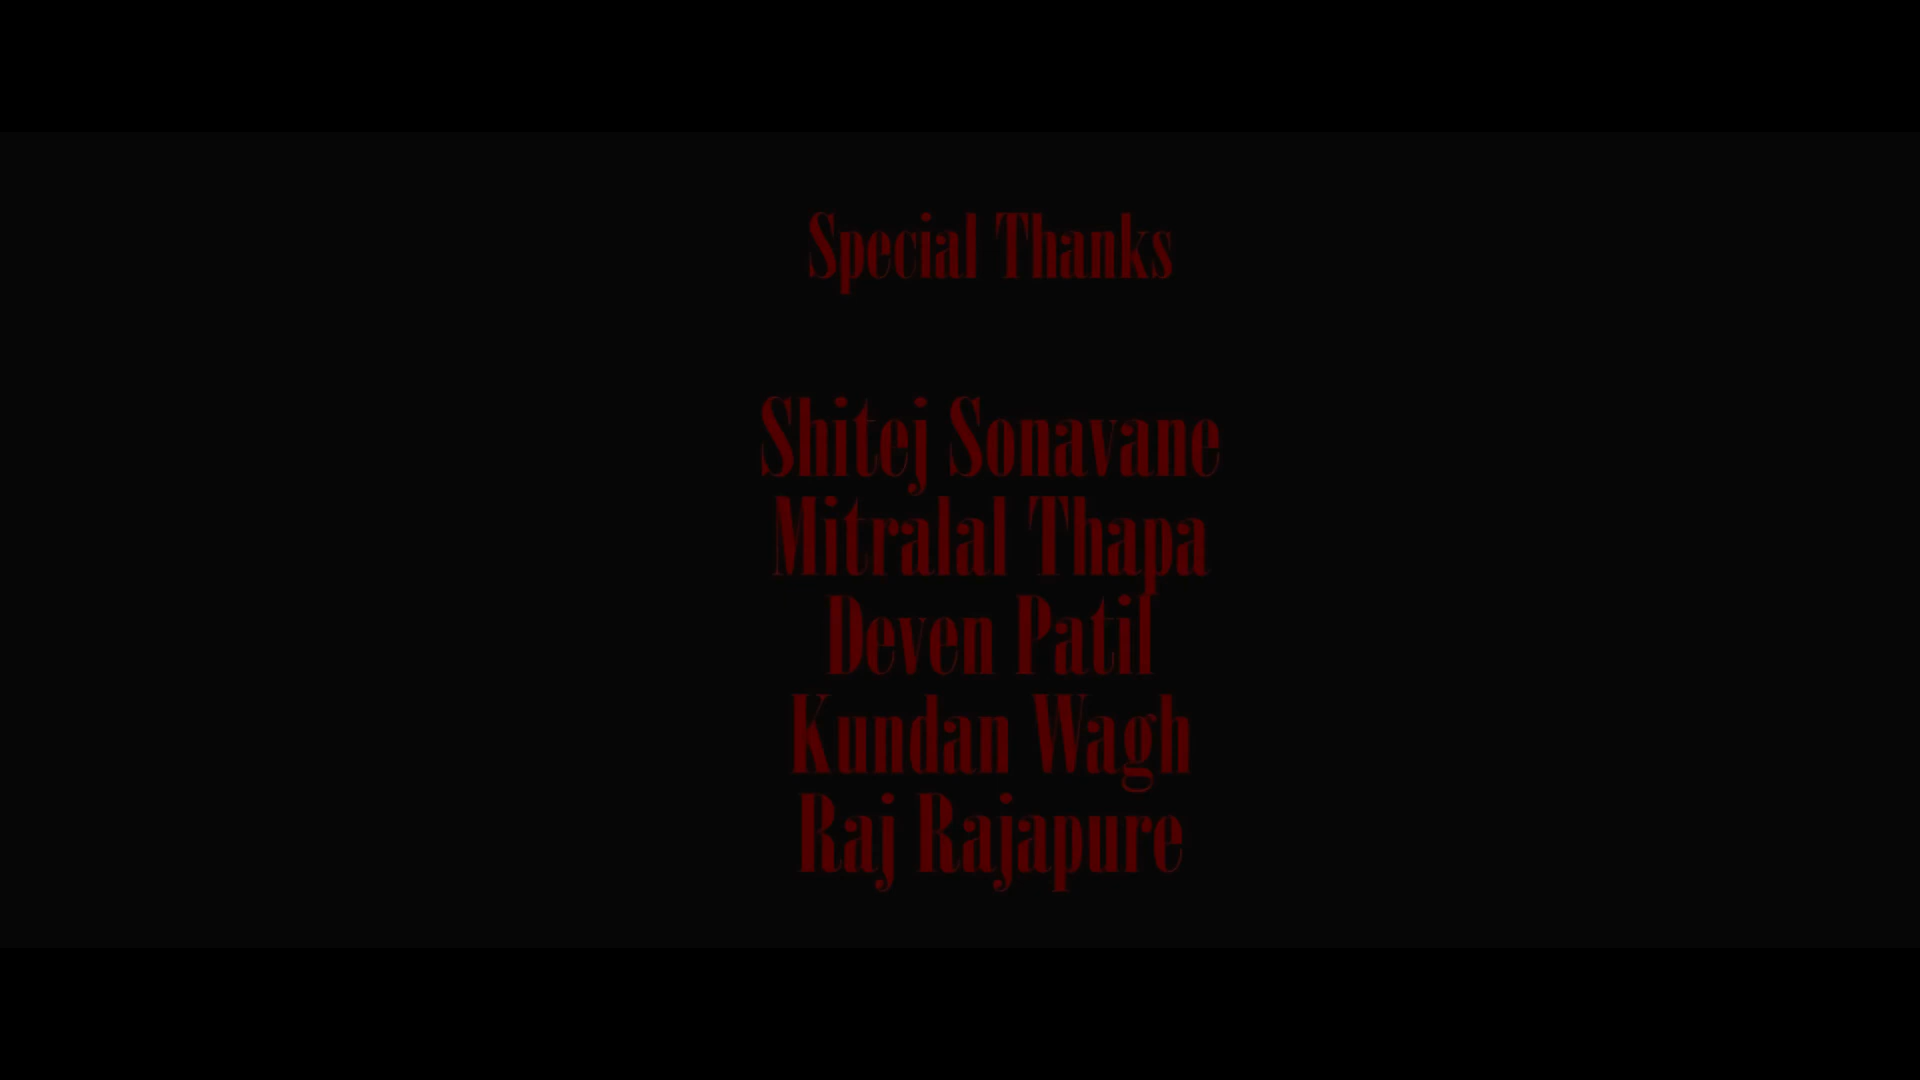 Special Thanks
Shitej Sonavane
Mitralal Thapa
Deven Patil
Kundan Wagh
Raj Rajapure